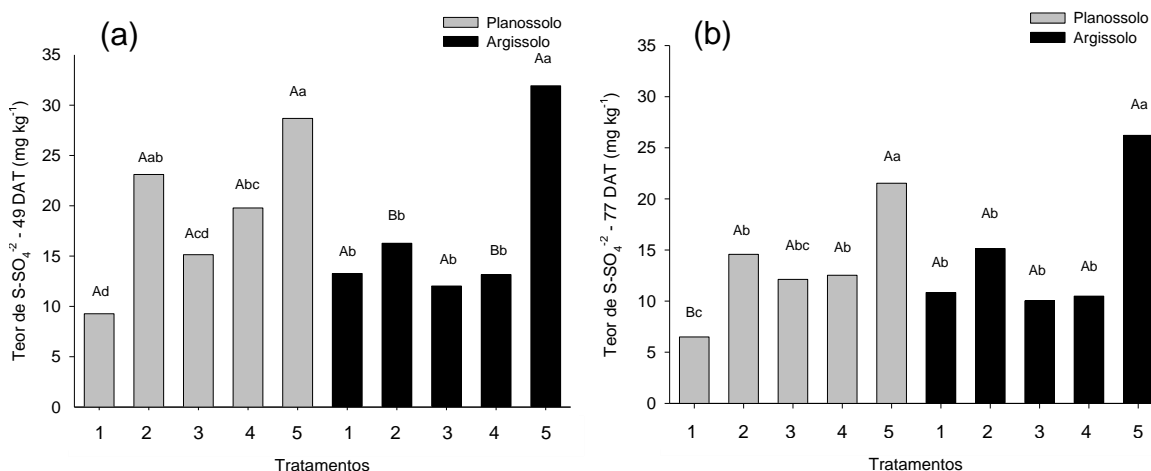 (a)
Planossolo
Argissolo
Teor de S-SO₄⁻² - 49 DAT (mg kg⁻¹)
35
30
25
20
15
10
5
0
Ad
Aab
Acd
Abc
Aa
Ab
Bb
Ab
Bb
Aa
1 2 3 4 5 1 2 3 4 5
Tratamentos
(b)
Planossolo
Argissolo
Teor de S-SO₄⁻² - 77 DAT (mg kg⁻¹)
35
30
25
20
15
10
5
0
Bc
Ab
Abc
Ab
Aa
Ab
Ab
Ab
Ab
Aa
1 2 3 4 5 1 2 3 4 5
Tratamentos